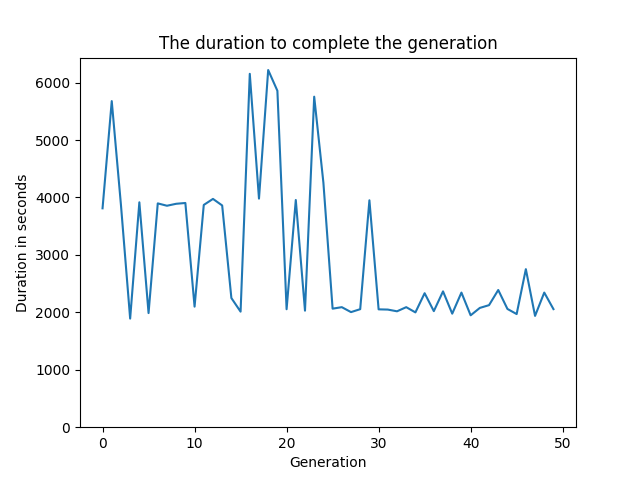 The duration to complete the generation
6000
5000
4000
3000
2000
1000
0
Duration in seconds
0 10 20 30 40 50
Generation